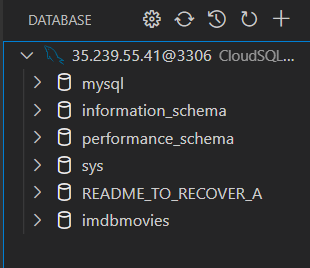 DATABASE
35.239.55.41@3306 CloudSQL...
mysql
information_schema
performance_schema
sys
README_TO_RECOVER_A
imdbmovies